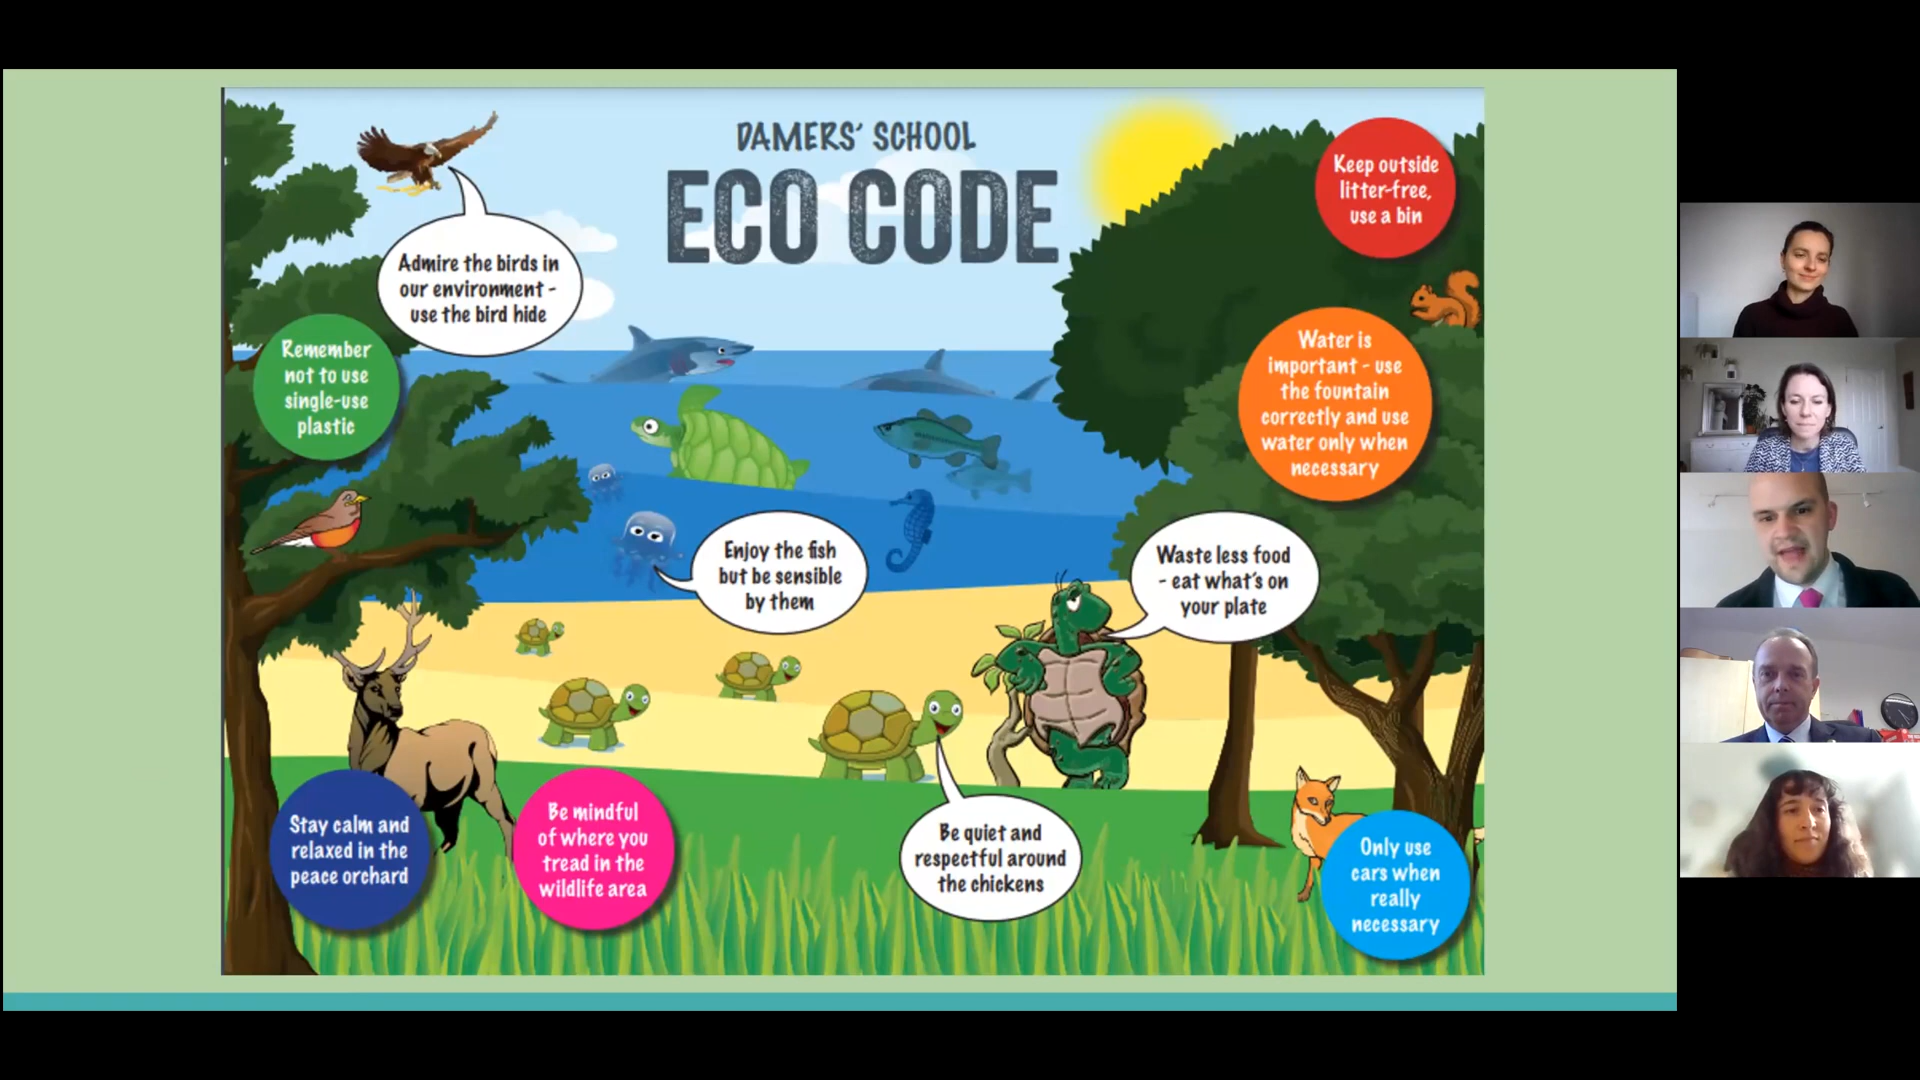 DAMERS' SCHOOL
ECO CODE
Admire the birds in
our environment -
use the bird hide
Keep outside
litter-free,
use a bin
Remember
not to use
single-use
plastic
Water is
important - use
the fountain
correctly and use
water only when
necessary
Enjoy the fish
but be sensible
by them
Waste less food
- eat what's on
your plate
Stay calm and
relaxed in the
peace orchard
Be mindful
of where you
tread in the
wildlife area
Be quiet and
respectful around
the chickens
Only use
cars when
really
necessary